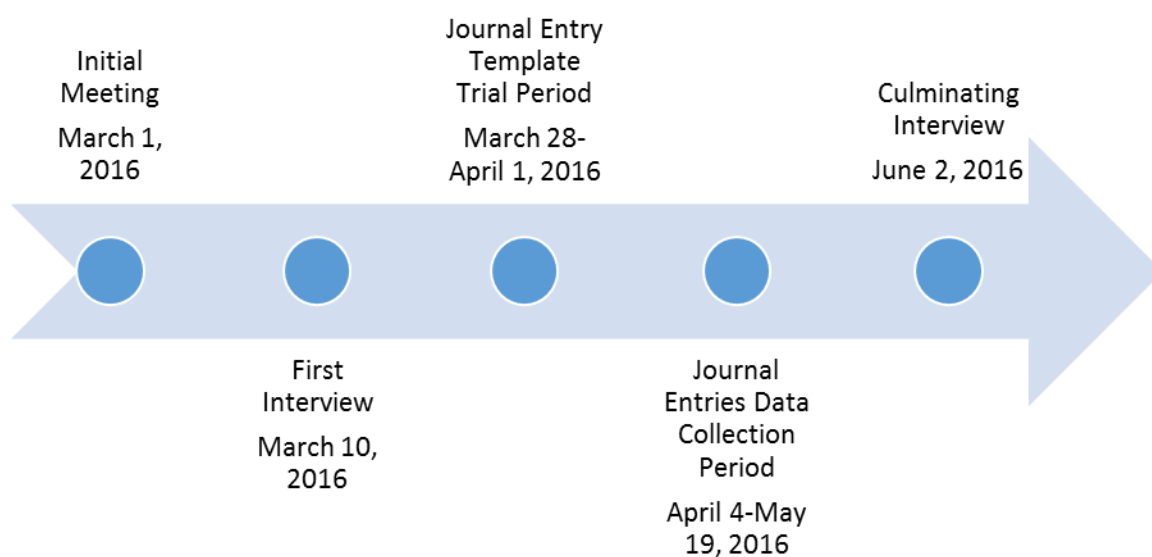 Initial
Meeting
March 1,
2016
First
Interview
March 10,
2016
Journal Entry
Template
Trial Period
March 28-
April 1, 2016
Journal
Entries Data
Collection
Period
April 4-May
19, 2016
Culminating
Interview
June 2, 2016